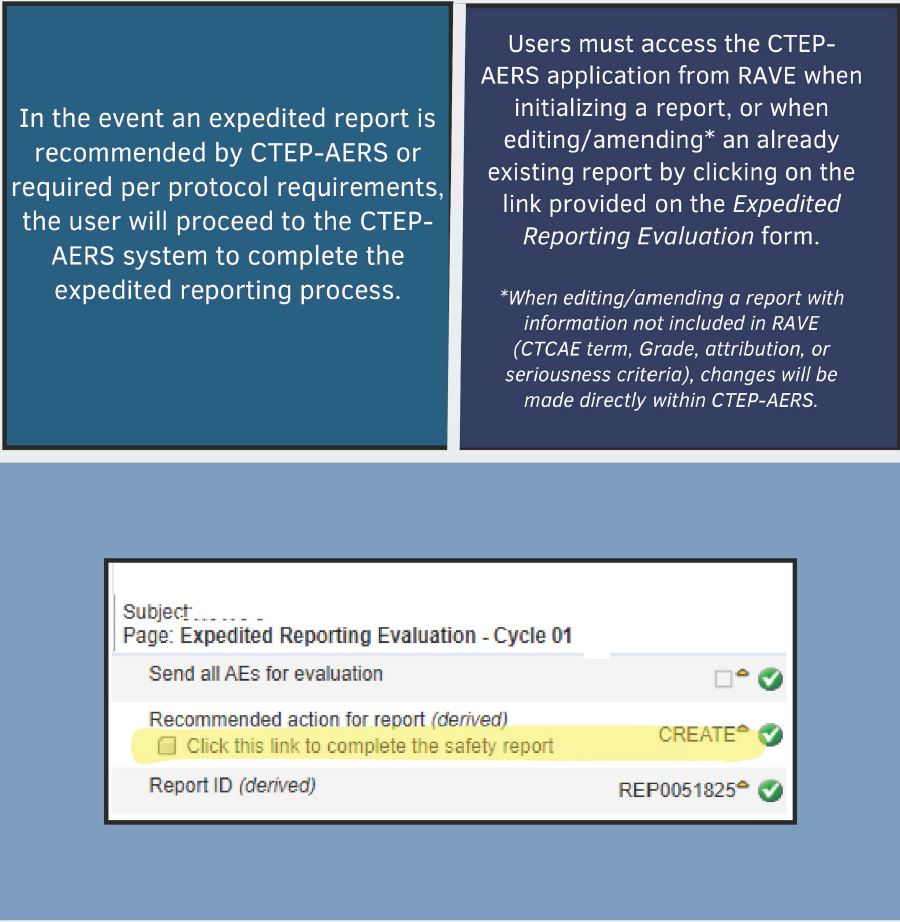 In the event an expedited report is
recommended by CTEP-AERS or
required per protocol requirements,
the user will proceed to the CTEP-
AERS system to complete the
expedited reporting process.
Users must access the CTEP-
AERS application from RAVE when
initializing a report, or when
editing/amending* an already
existing report by clicking on the
link provided on the Expedited
Reporting Evaluation form.
*When editing/amending a report with
information not included in RAVE
(CTCAE term, Grade, attribution, or
seriousness criteria), changes will be
made directly within CTEP-AERS.
Subject:
Page: Expedited Reporting Evaluation - Cycle 01
Send all AEs for evaluation
Recommended action for report (derived)
Click this link to complete the safety report
CREATE
Report ID (derived)
REP0051825